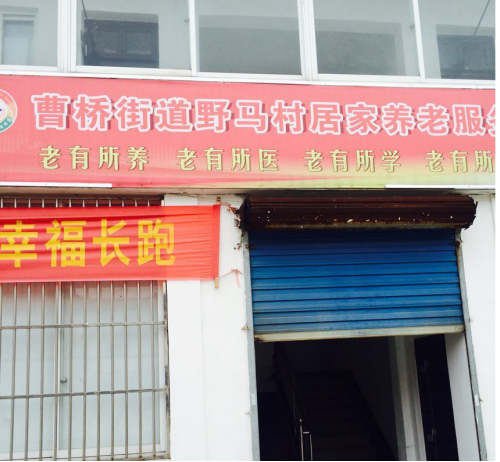 曹桥街道野马村居家养老服务
老有所养 老有所医 老有所学 老有所
幸福长跑